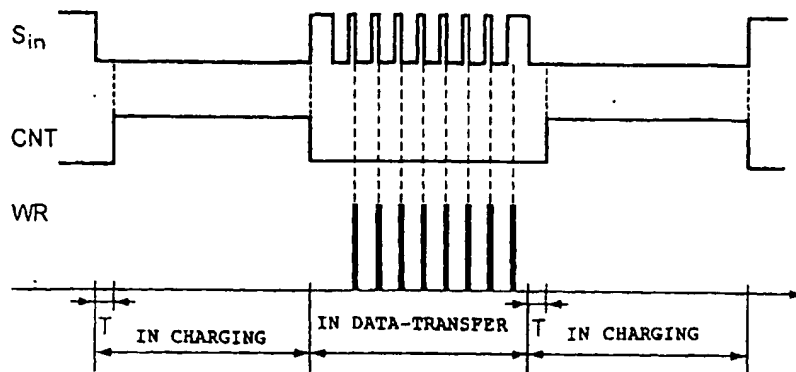 Sin
CNT
WR
T
IN CHARGING
IN DATA-TRANSFER
T
IN CHARGING